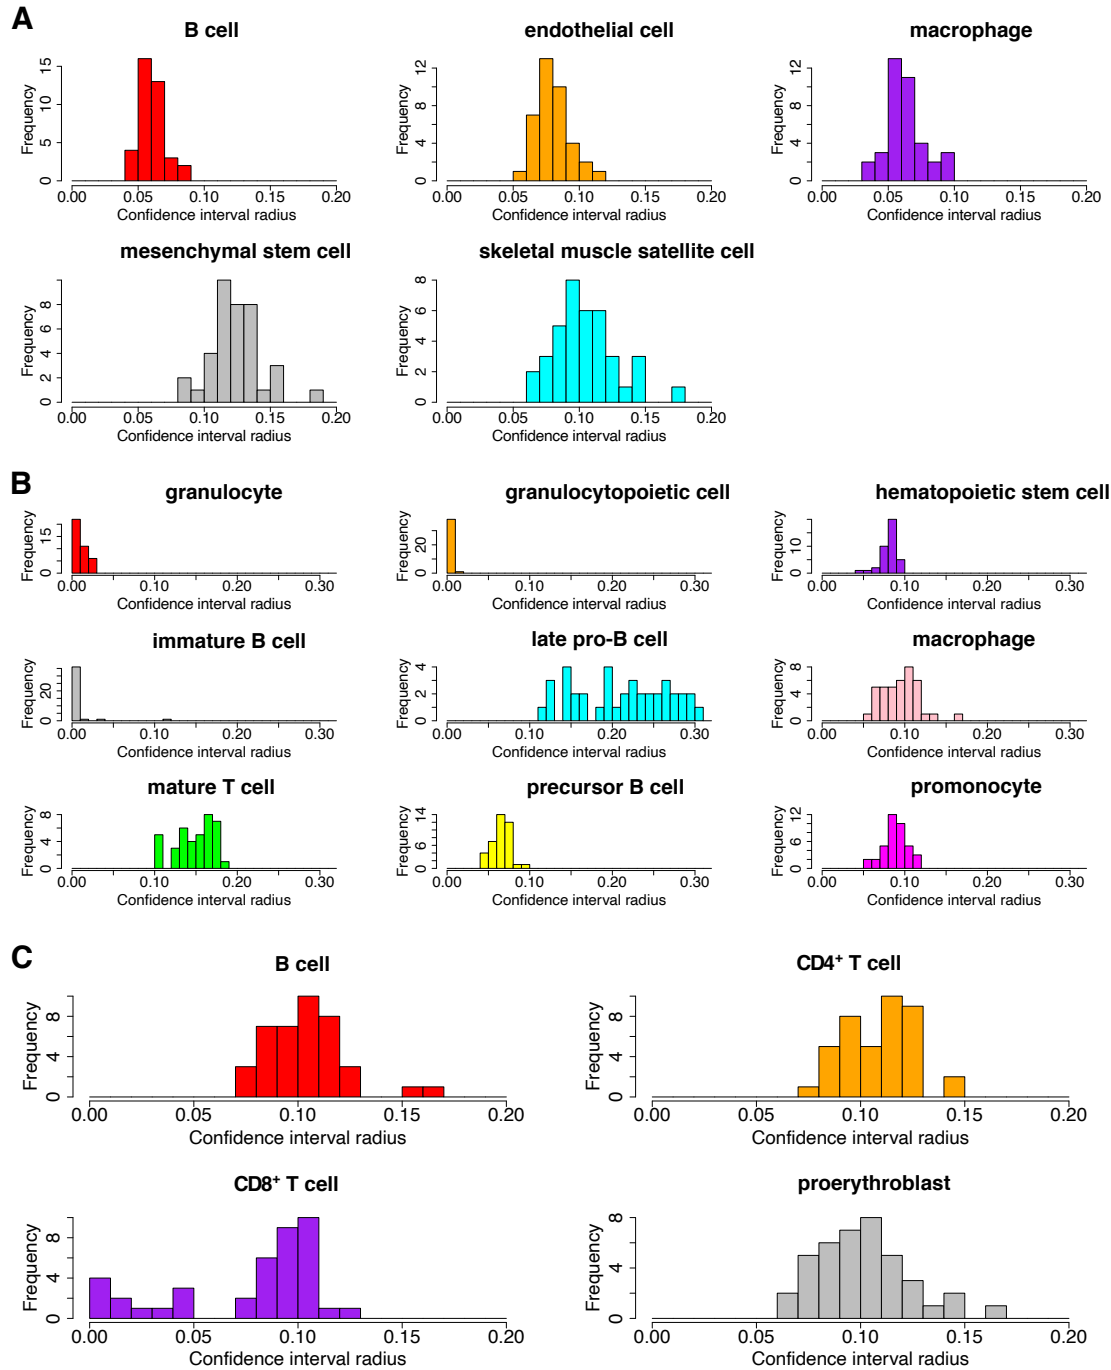 A
B cell
endothelial cell
macrophage
Frequency
0 5 10 15
0.00 0.05 0.10 0.15 0.20
Confidence interval radius
Frequency
0 4 8 12
0.00 0.05 0.10 0.15 0.20
Confidence interval radius
Frequency
0 4 8 12
0.00 0.05 0.10 0.15 0.20
Confidence interval radius
mesenchymal stem cell
skeletal muscle satellite cell
Frequency
0 2 4 6 8
0.00 0.05 0.10 0.15 0.20
Confidence interval radius
Frequency
0 2 4 6 8
0.00 0.05 0.10 0.15 0.20
Confidence interval radius
B
granulocyte
granulocytopoietic cell
hematopoietic stem cell
Frequency
0 15
0.00 0.10 0.20 0.30
Confidence interval radius
Frequency
0 20
0.00 0.10 0.20 0.30
Confidence interval radius
Frequency
0 10
0.00 0.10 0.20 0.30
Confidence interval radius
immature B cell
late pro-B cell
macrophage
Frequency
0 20
0.00 0.10 0.20 0.30
Confidence interval radius
Frequency
0 2 4
0.00 0.10 0.20 0.30
Confidence interval radius
Frequency
0 4 8
0.00 0.10 0.20 0.30
Confidence interval radius
mature T cell
precursor B cell
promonocyte
Frequency
0 4 8
0.00 0.10 0.20 0.30
Confidence interval radius
Frequency
0 6 14
0.00 0.10 0.20 0.30
Confidence interval radius
Frequency
0 6 12
0.00 0.10 0.20 0.30
Confidence interval radius
C
B cell
CD4⁺ T cell
Frequency
0 4 8
0.00 0.05 0.10 0.15 0.20
Confidence interval radius
Frequency
0 4 8
0.00 0.05 0.10 0.15 0.20
Confidence interval radius
CD8⁺ T cell
proerythroblast
Frequency
0 4 8
0.00 0.05 0.10 0.15 0.20
Confidence interval radius
Frequency
0 4 8
0.00 0.05 0.10 0.15 0.20
Confidence interval radius